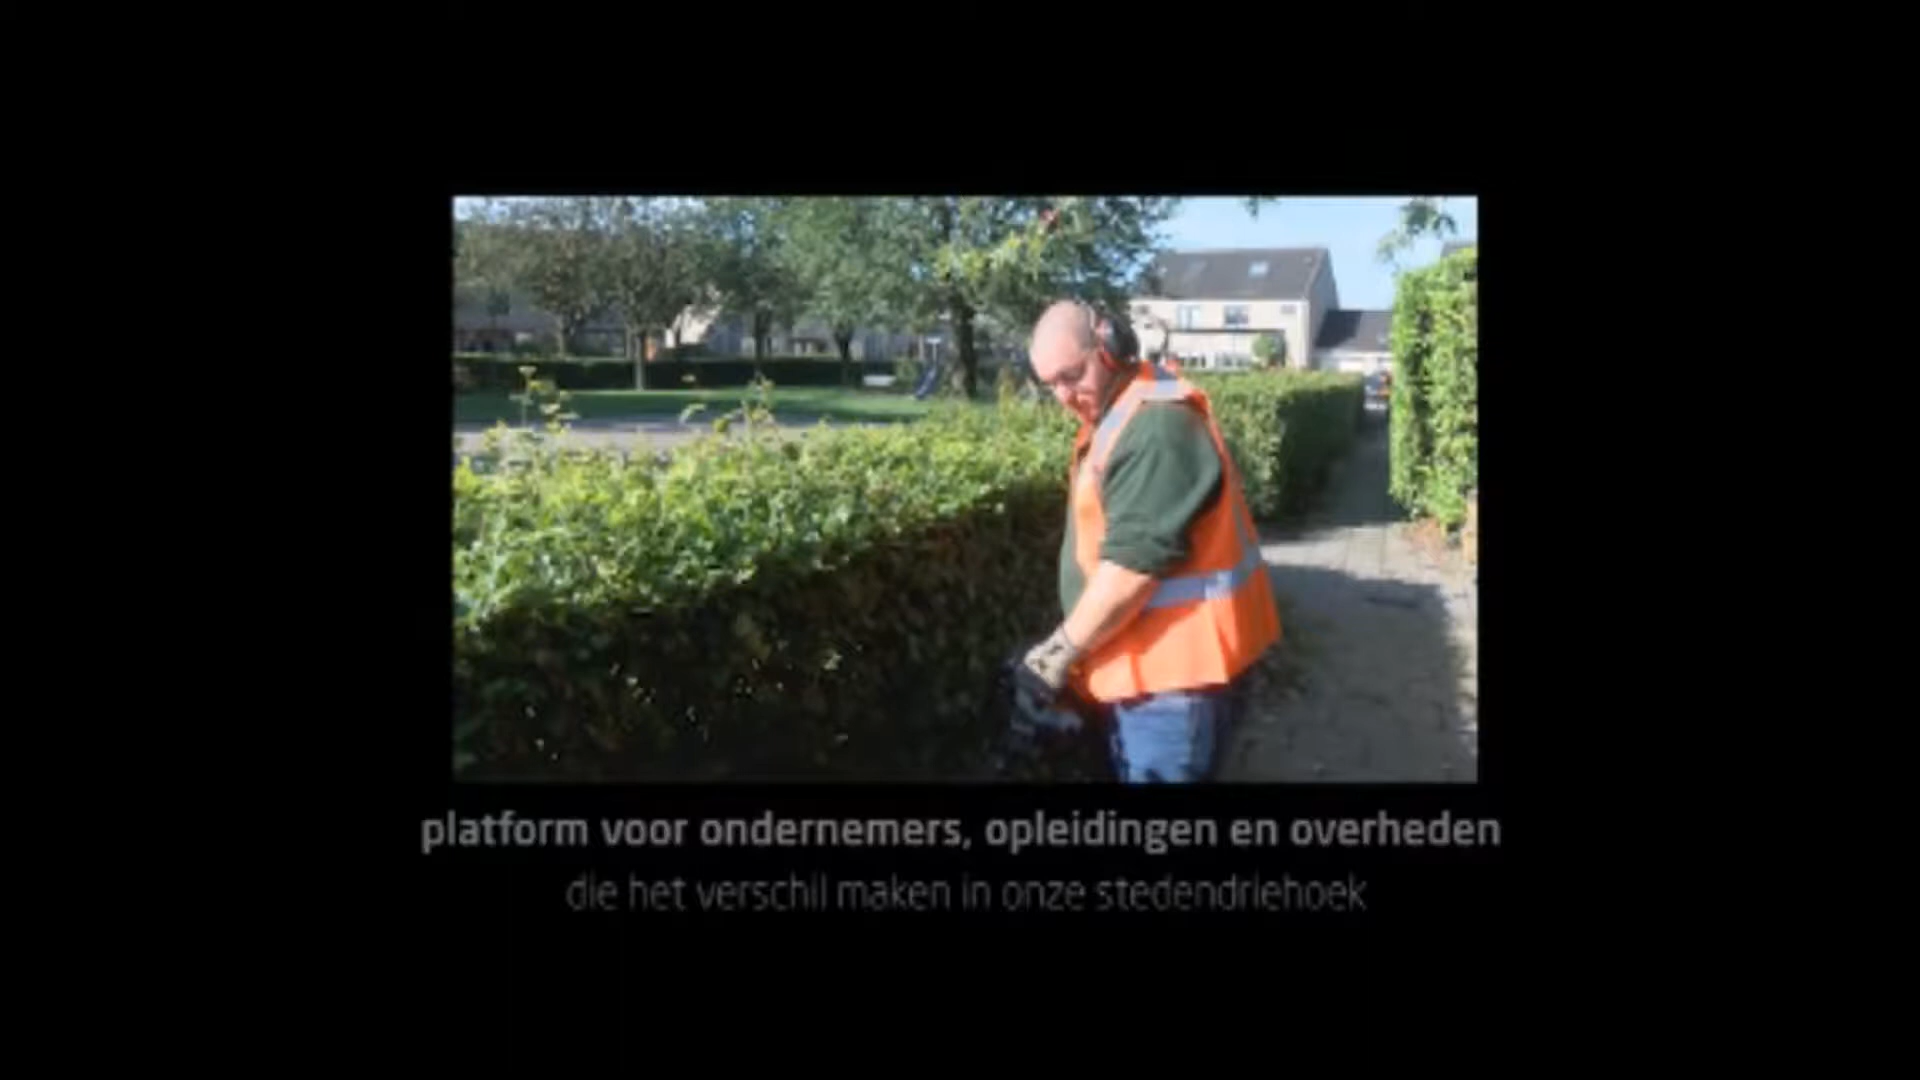 platform voor ondernemers, opleidingen en overheden
die het verschil maken in onze stedendriehoek